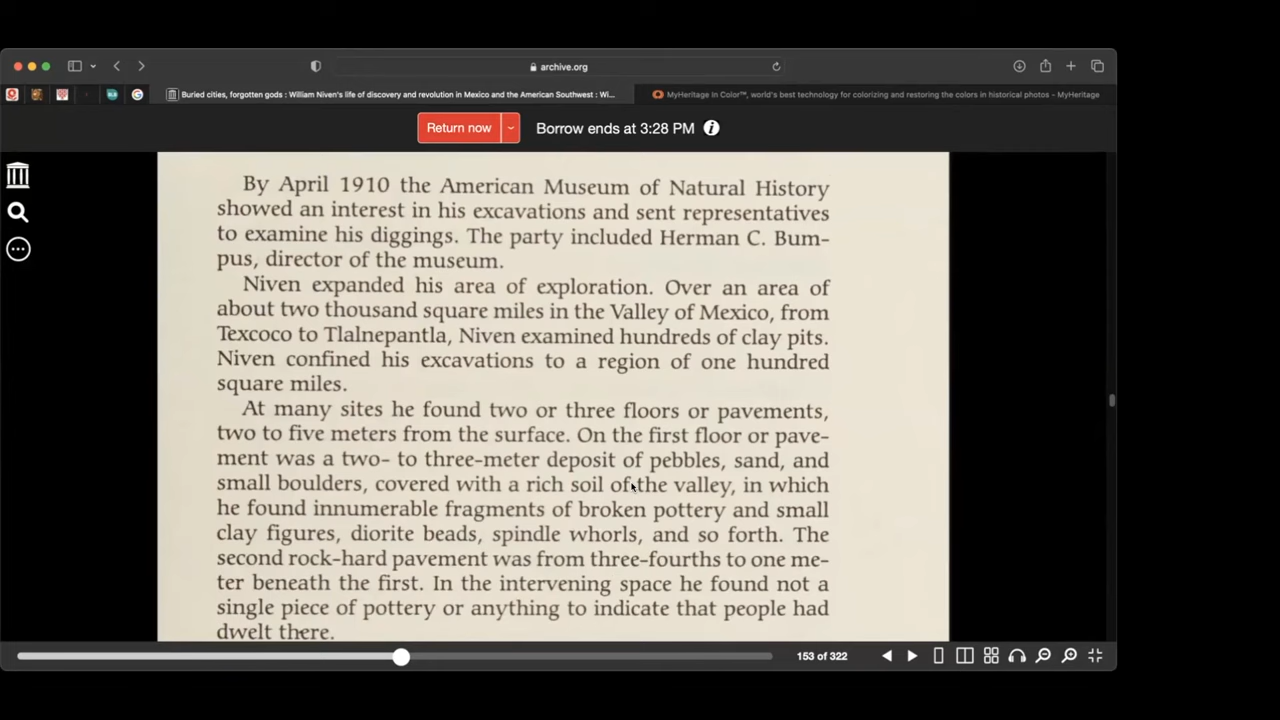 archive.org
Buried cities, forgotten gods : William Niven's life of discovery and revolution in Mexico and the American Southwest : Wi...
MyHeritage In Color™, world's best technology for colorizing and restoring the colors in historical photos - MyHeritage
Return now
Borrow ends at 3:28 PM
By April 1910 the American Museum of Natural History
showed an interest in his excavations and sent representatives
to examine his diggings. The party included Herman C. Bum-
pus, director of the museum.
Niven expanded his area of exploration. Over an area of
about two thousand square miles in the Valley of Mexico, from
Texcoco to Tlalnepantla, Niven examined hundreds of clay pits.
Niven confined his excavations to a region of one hundred
square miles.
At many sites he found two or three floors or pavements,
two to five meters from the surface. On the first floor or pave-
ment was a two- to three-meter deposit of pebbles, sand, and
small boulders, covered with a rich soil of the valley, in which
he found innumerable fragments of broken pottery and small
clay figures, diorite beads, spindle whorls, and so forth. The
second rock-hard pavement was from three-fourths to one me-
ter beneath the first. In the intervening space he found not a
single piece of pottery or anything to indicate that people had
dwelt there.
153 of 322